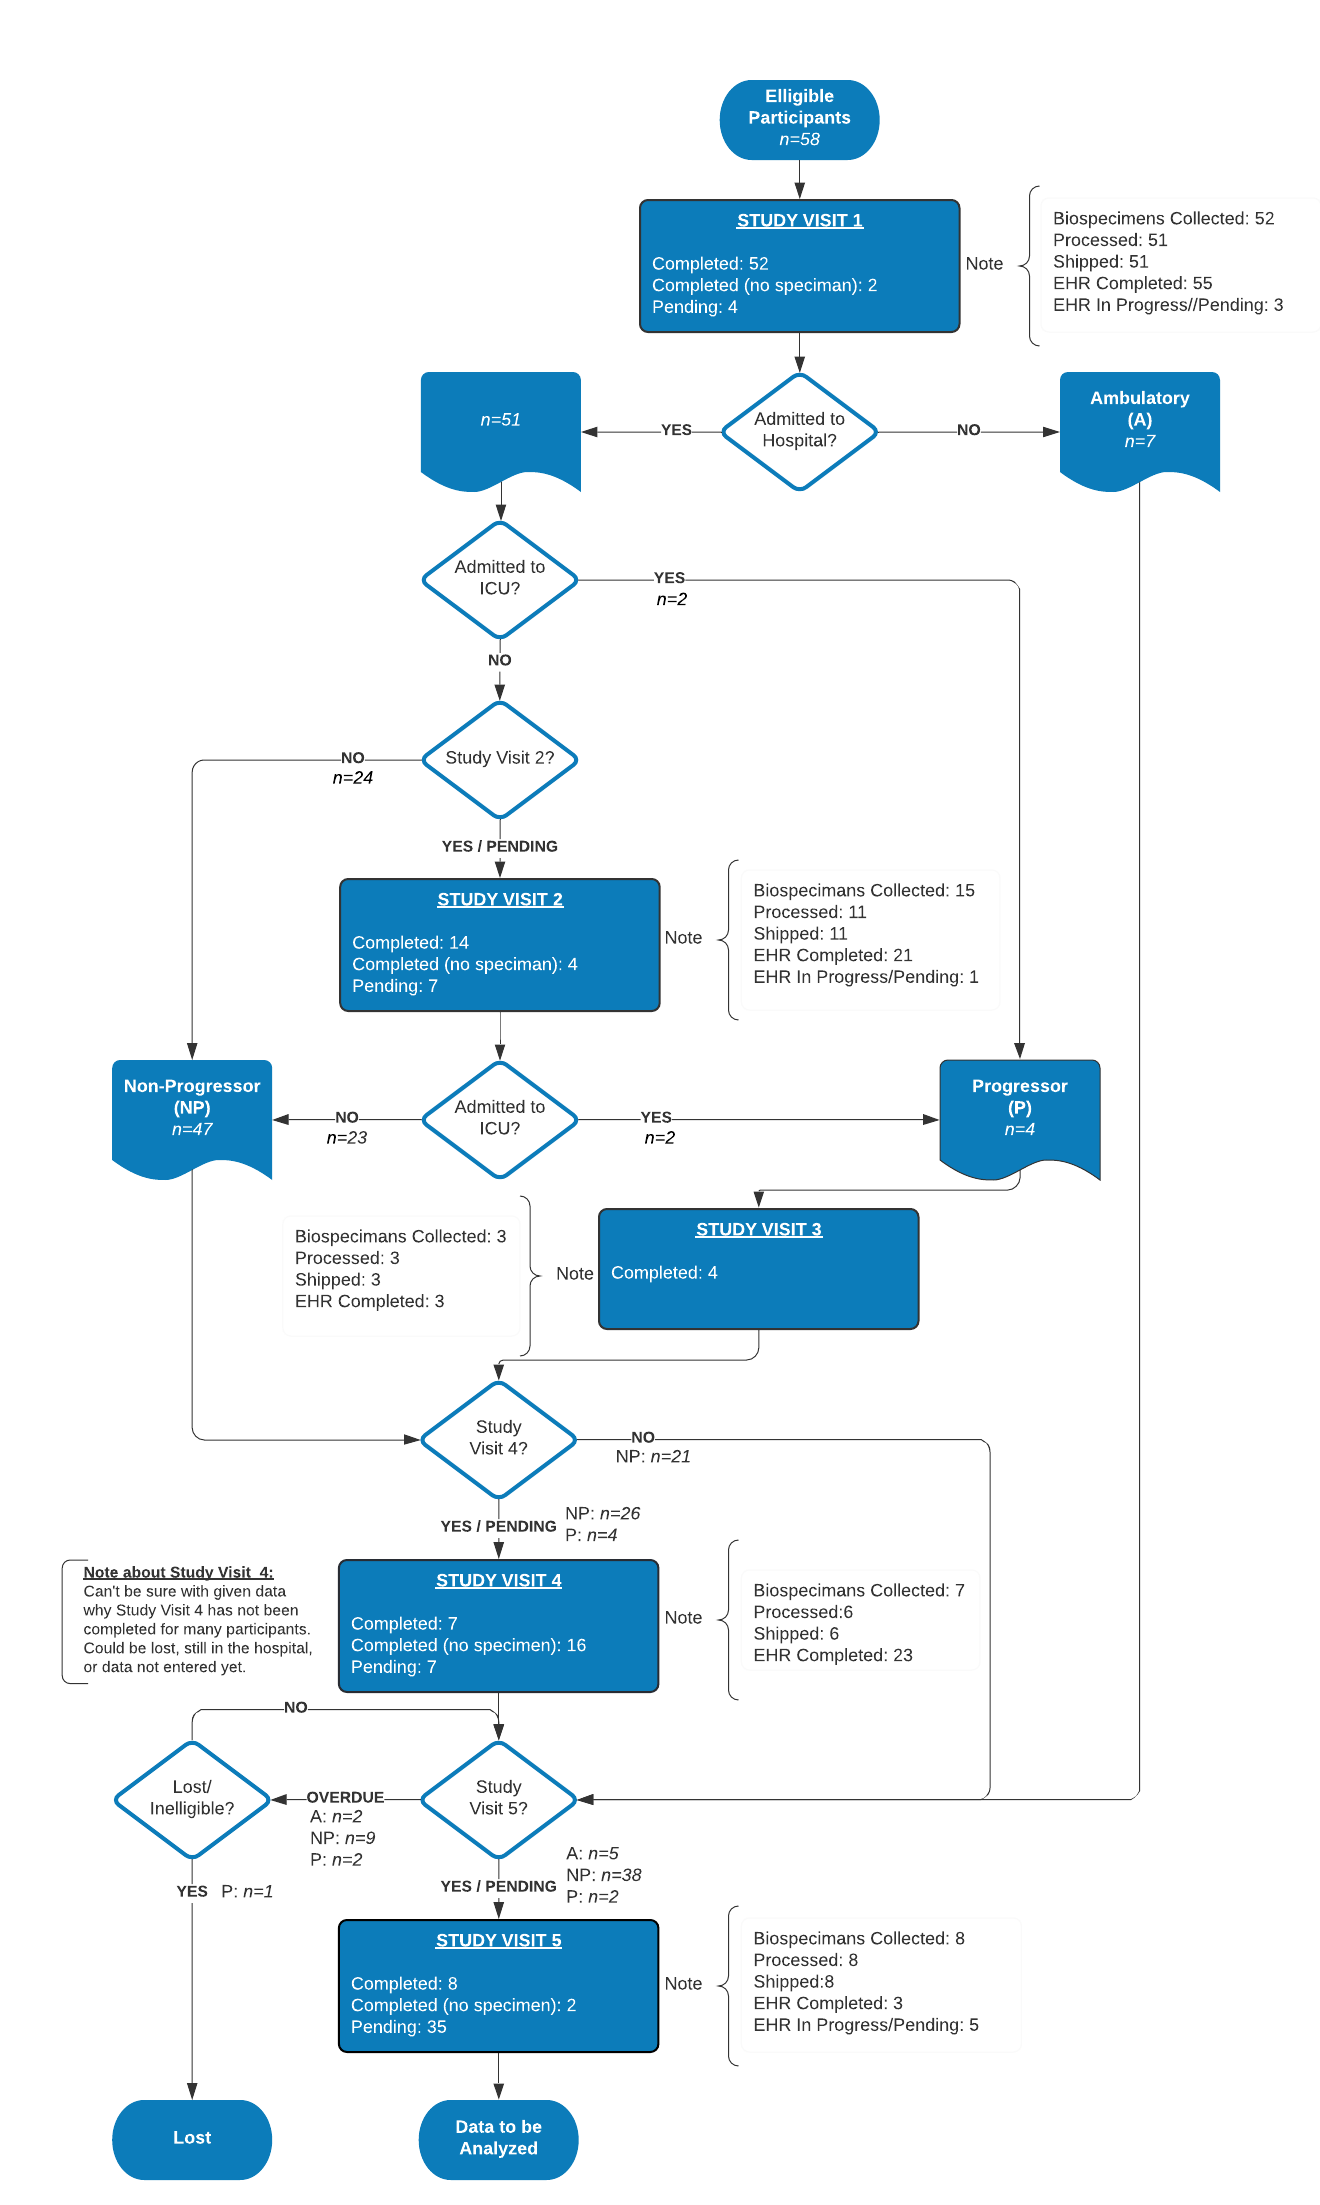 Elligible
Participants
n=58
STUDY VISIT 1
Completed: 52
Completed (no speciman): 2
Pending: 4
Note
Biospecimens Collected: 52
Processed: 51
Shipped: 51
EHR Completed: 55
EHR In Progress//Pending: 3
n=51
YES
Admitted to
Hospital?
NO
Ambulatory
(A)
n=7
Admitted to
ICU?
YES
n=2
NO
Study Visit 2?
NO
n=24
YES / PENDING
STUDY VISIT 2
Completed: 14
Completed (no speciman): 4
Pending: 7
Note
Biospecimans Collected: 15
Processed: 11
Shipped: 11
EHR Completed: 21
EHR In Progress/Pending: 1
Non-Progressor
(NP)
n=47
NO
n=23
Admitted to
ICU?
YES
n=2
Progressor
(P)
n=4
Biospecimans Collected: 3
Processed: 3
Shipped: 3
EHR Completed: 3
Note
STUDY VISIT 3
Completed: 4
Study
Visit 4?
NO
NP: n=21
YES / PENDING
NP: n=26
P: n=4
Note about Study Visit  4:
Can't be sure with given data
why Study Visit 4 has not been
completed for many participants.
Could be lost, still in the hospital,
or data not entered yet.
STUDY VISIT 4
Completed: 7
Completed (no specimen): 16
Pending: 7
Note
Biospecimans Collected: 7
Processed:6
Shipped: 6
EHR Completed: 23
NO
Lost/
Inelligible?
OVERDUE
A: n=2
NP: n=9
P: n=2
Study
Visit 5?
YES P: n=1
YES / PENDING
A: n=5
NP: n=38
P: n=2
STUDY VISIT 5
Completed: 8
Completed (no specimen): 2
Pending: 35
Note
Biospecimans Collected: 8
Processed: 8
Shipped:8
EHR Completed: 3
EHR In Progress/Pending: 5
Lost
Data to be
Analyzed